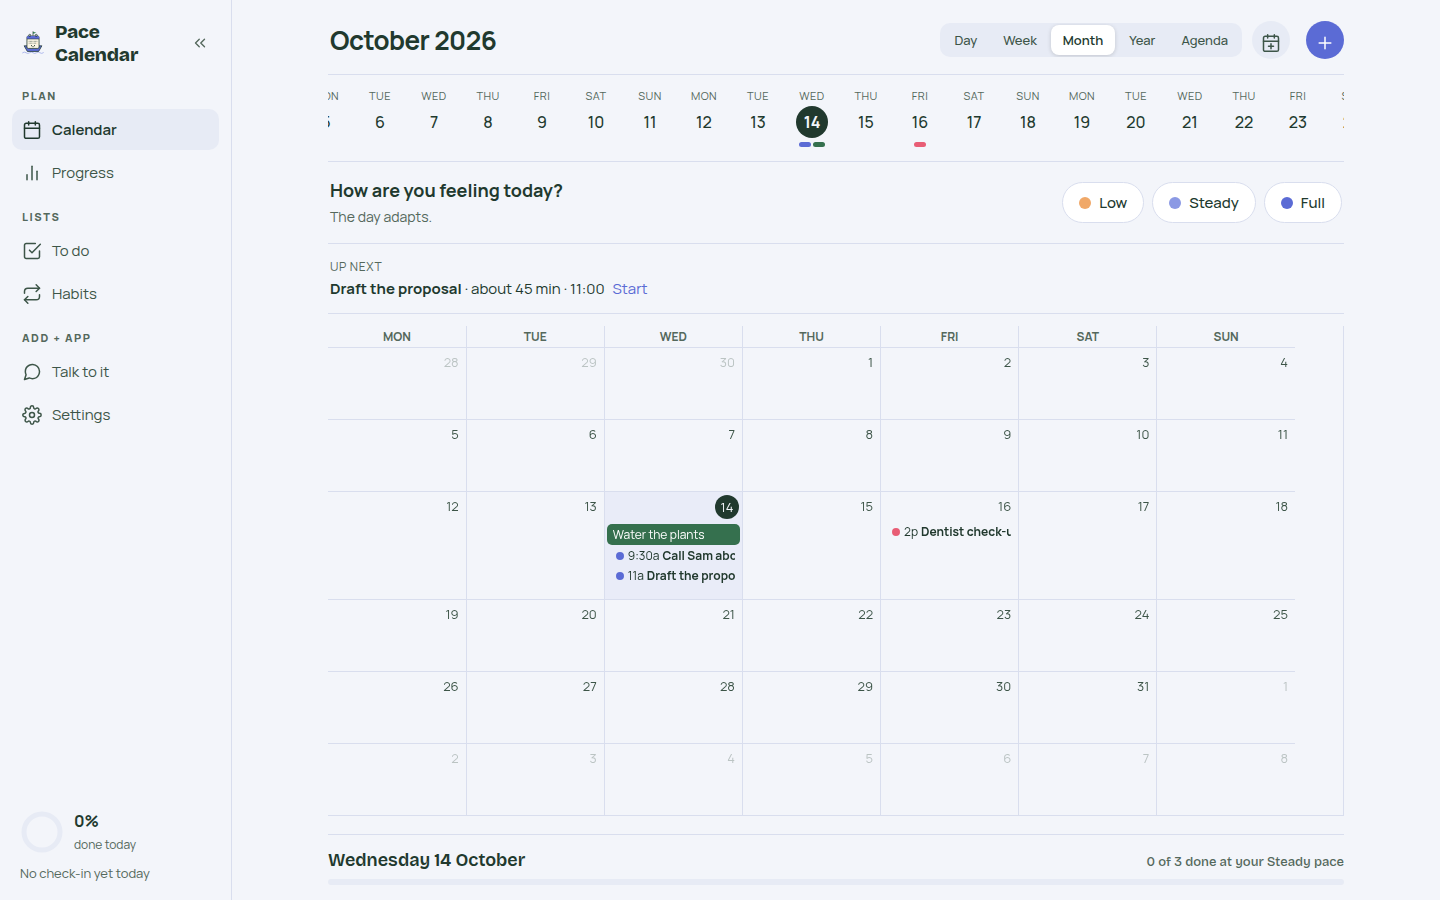 Pace
Calendar
PLAN
Calendar
Progress
LISTS
To do
Habits
ADD + APP
Talk to it
Settings
0%
done today
No check-in yet today
October 2026
Day Week Month Year Agenda
TUE WED THU FRI SAT SUN MON TUE WED THU FRI SAT SUN MON TUE WED THU FRI
6 7 8 9 10 11 12 13 14 15 16 17 18 19 20 21 22 23
How are you feeling today?
The day adapts.
Low Steady Full
UP NEXT
Draft the proposal · about 45 min · 11:00 Start
MON TUE WED THU FRI SAT SUN
28 29 30 1 2 3 4
5 6 7 8 9 10 11
12 13 14 15 16 17 18
Water the plants
2p Dentist check-u
9:30a Call Sam abo
11a Draft the propo
19 20 21 22 23 24 25
26 27 28 29 30 31 1
2 3 4 5 6 7 8
Wednesday 14 October
0 of 3 done at your Steady pace